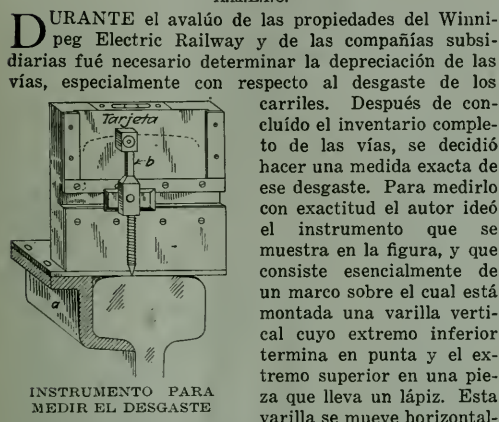 DURANTE el avalúo de las propiedades del Winni-
peg Electric Railway y de las compañías subsi-
diarias fué necesario determinar la depreciación de las
vías, especialmente con respecto al desgaste de los
carriles. Después de con-
cluído el inventario comple-
to de las vías, se decidió
hacer una medida exacta de
ese desgaste. Para medirlo
con exactitud el autor ideó
el instrumento que se
muestra en la figura, y que
consiste esencialmente de
un marco sobre el cual está
montada una varilla verti-
cal cuyo extremo inferior
termina en punta y el ex-
tremo superior en una pie-
za que lleva un lápiz. Esta
varilla se mueve horizontal-
Tarjeta
b
a
INSTRUMENTO PARA
MEDIR EL DESGASTE